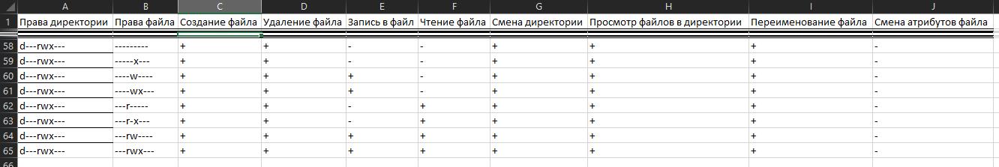 A B C D E F G H I J
1 Права директории Права файла Создание файла Удаление файла Запись в файл Чтение файла Смена директории Просмотр файлов в директории Переименование файла Смена атрибутов файла
58 d---rwx--- --------- + + - - + + + -
59 d---rwx--- -----x--- + + - - + + + -
60 d---rwx--- ----w---- + + + - + + + -
61 d---rwx--- ----wx--- + + + - + + + -
62 d---rwx--- ---r----- + + - + + + + -
63 d---rwx--- ---r-x--- + + - + + + + -
64 d---rwx--- ---rw---- + + + + + + + -
65 d---rwx--- ---rwx--- + + + + + + + -
66